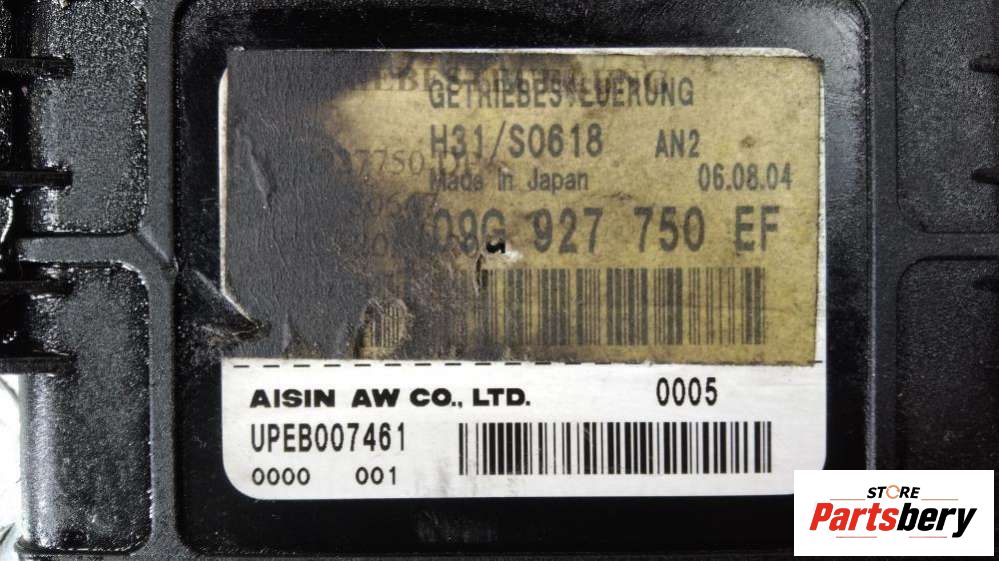 GETRIEBESTEUERUNG
H31/S0618 AN2
Made in Japan 06.08.04
09G 927 750 EF
AISIN AW CO., LTD. 0005
UPEB007461
0000 001
STORE
Partsbery